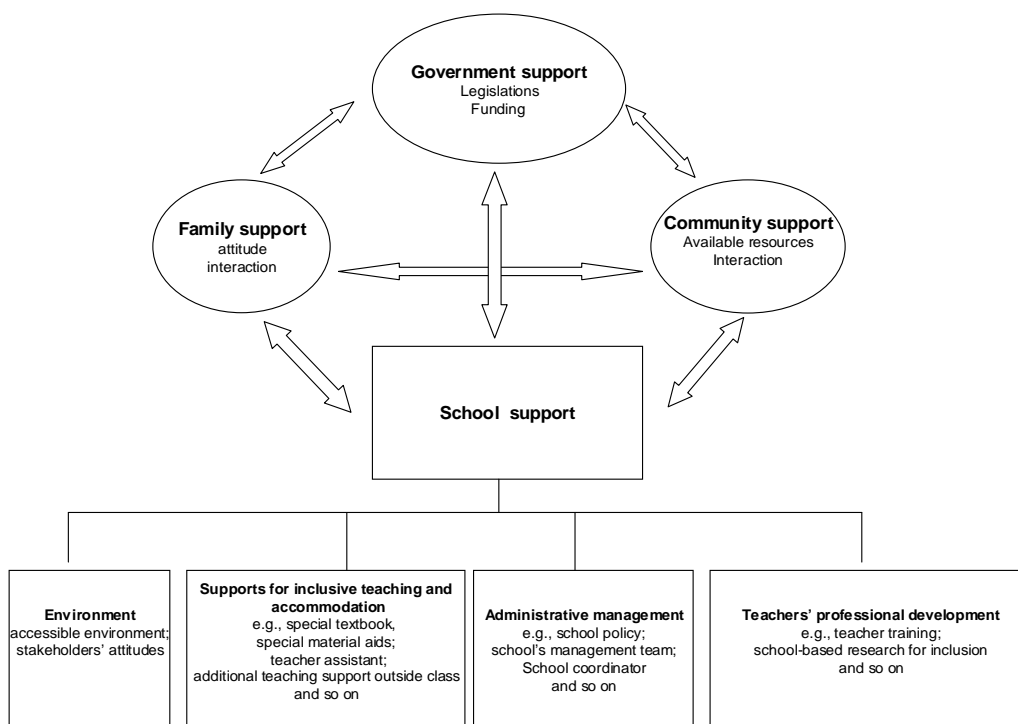 Government support
Legislations
Funding
Family support
attitude
interaction
Community support
Available resources
Interaction
School support
Environment
accessible environment;
stakeholders' attitudes
Supports for inclusive teaching and
accommodation
e.g., special textbook,
special material aids;
teacher assistant;
additional teaching support outside class
and so on
Administrative management
e.g., school policy;
school's management team;
School coordinator
and so on
Teachers' professional development
e.g., teacher training;
school-based research for inclusion
and so on